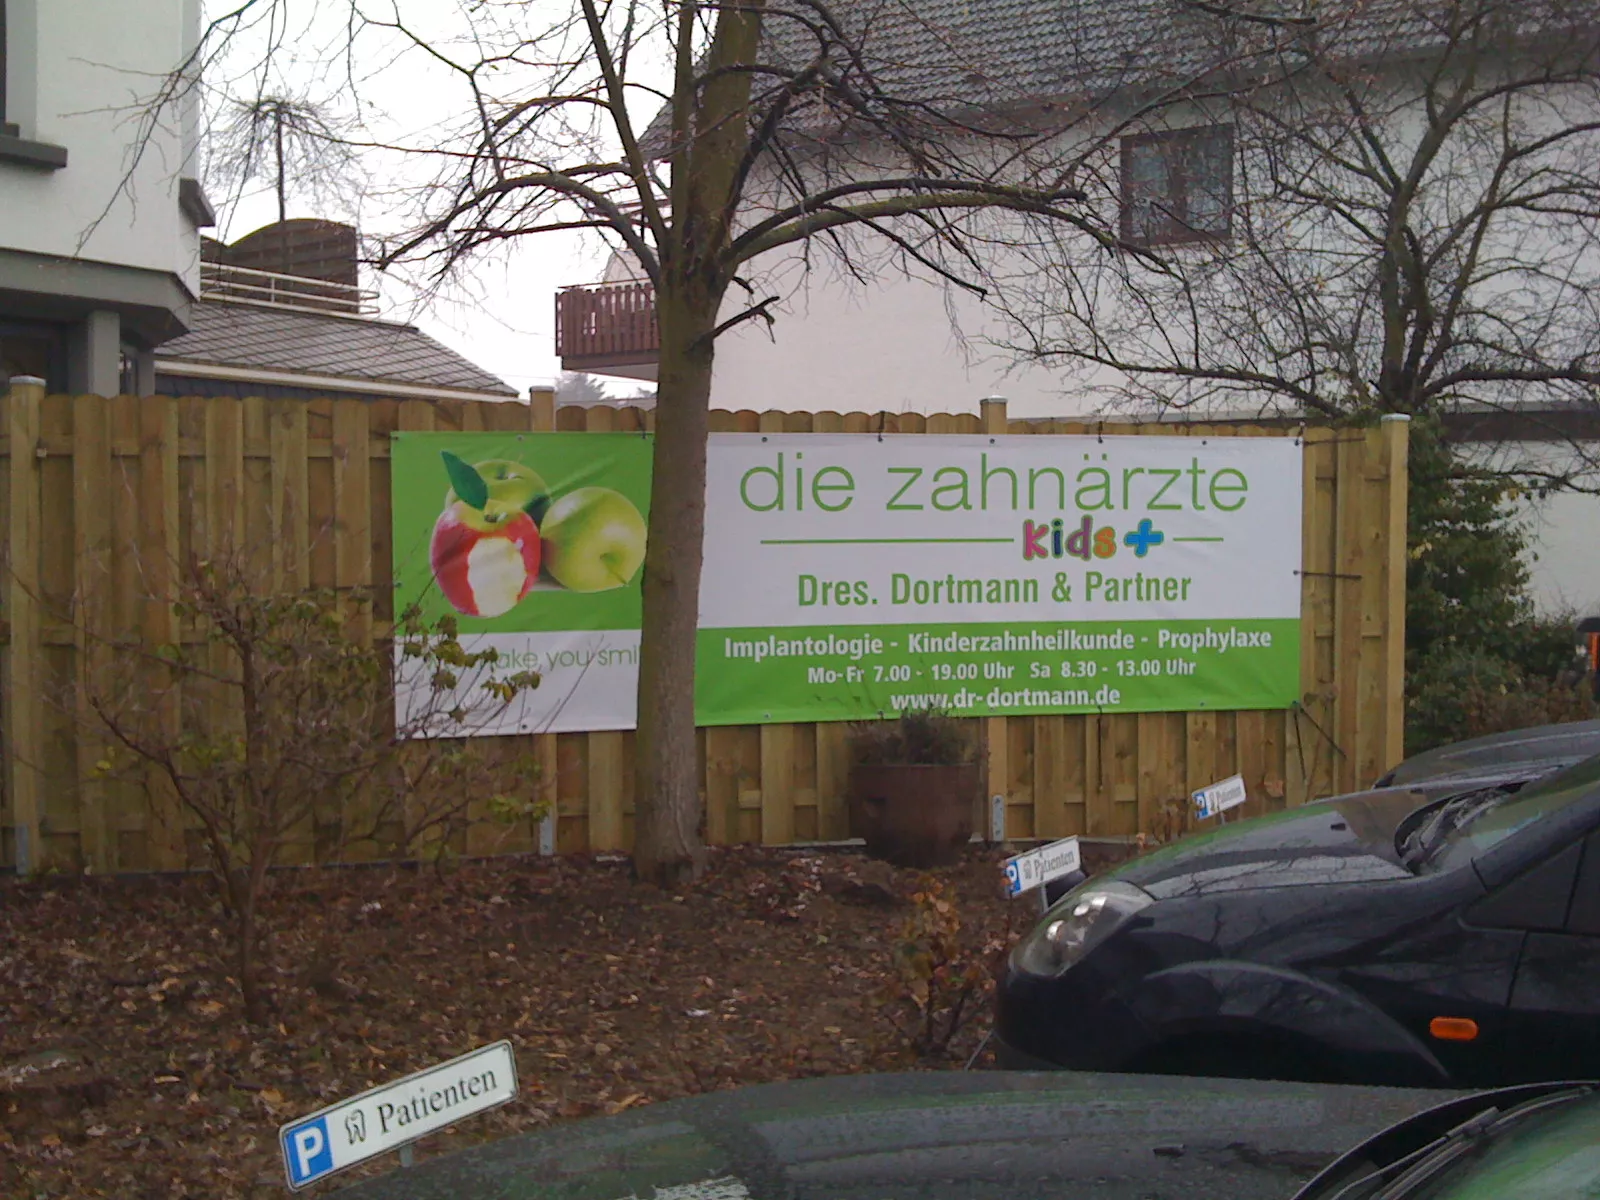 die zahnärzte
Kids +
Dres. Dortmann & Partner
you
Implantologie - Kinderzahnheilkunde - Prophylaxe
Mo-Fr 7.00 - 19.00 Uhr Sa 8.30 - 13.00 Uhr
www.dr-dortmann.de
P Patienten
P Patienten
P Patienten